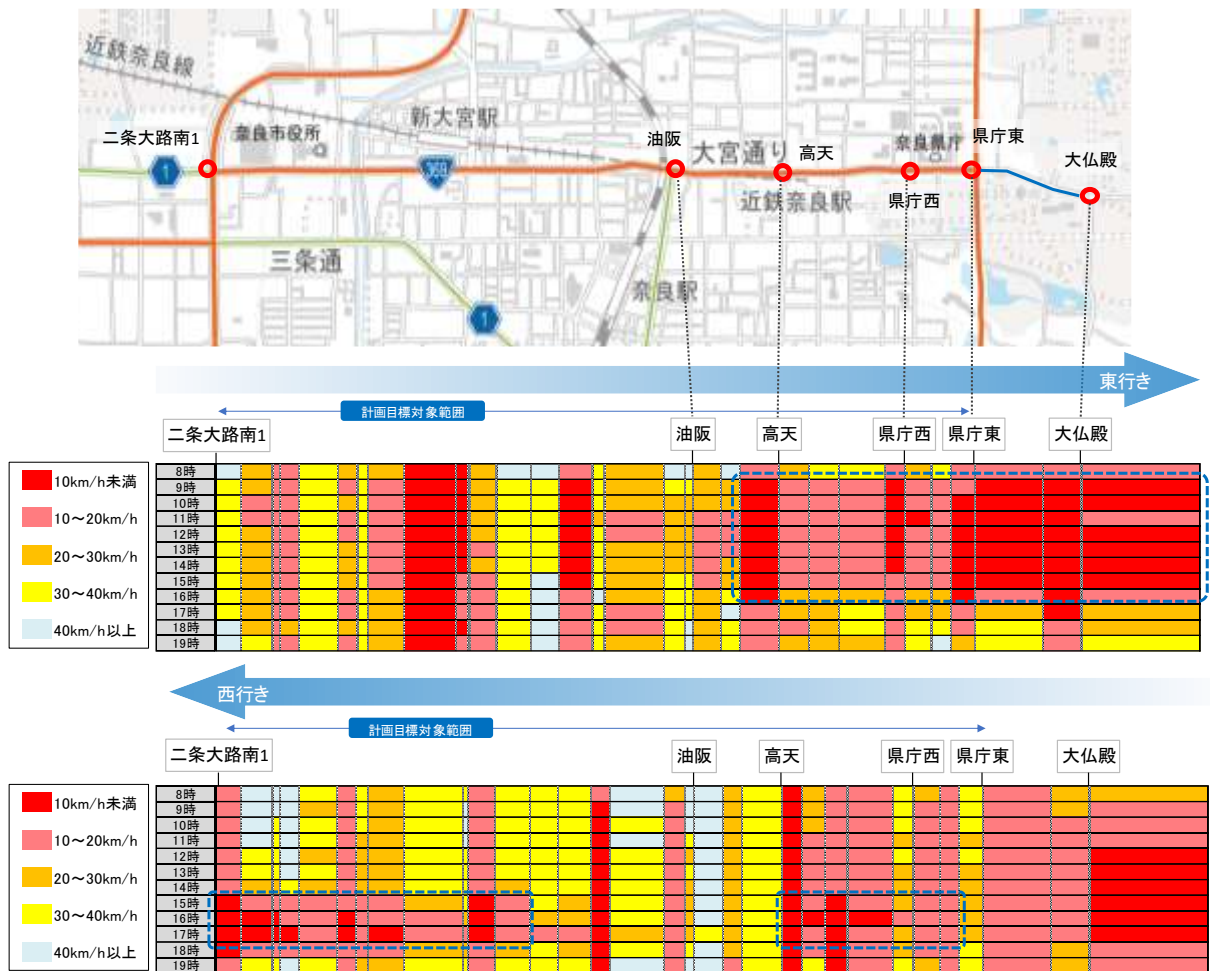 近鉄奈良線
二条大路南1
奈良市役所
新大宮駅
油阪
大宮通り
高天
奈良県庁
県庁東
大仏殿
1
369
近鉄奈良駅
県庁西
三条通
奈良駅
1
東行き
計画目標対象範囲
二条大路南1
油阪
高天
県庁西
県庁東
大仏殿
10km/h未満
10～20km/h
20～30km/h
30～40km/h
40km/h以上
8時
9時
10時
11時
12時
13時
14時
15時
16時
17時
18時
19時
西行き
計画目標対象範囲
二条大路南1
油阪
高天
県庁西
県庁東
大仏殿
10km/h未満
10～20km/h
20～30km/h
30～40km/h
40km/h以上
8時
9時
10時
11時
12時
13時
14時
15時
16時
17時
18時
19時